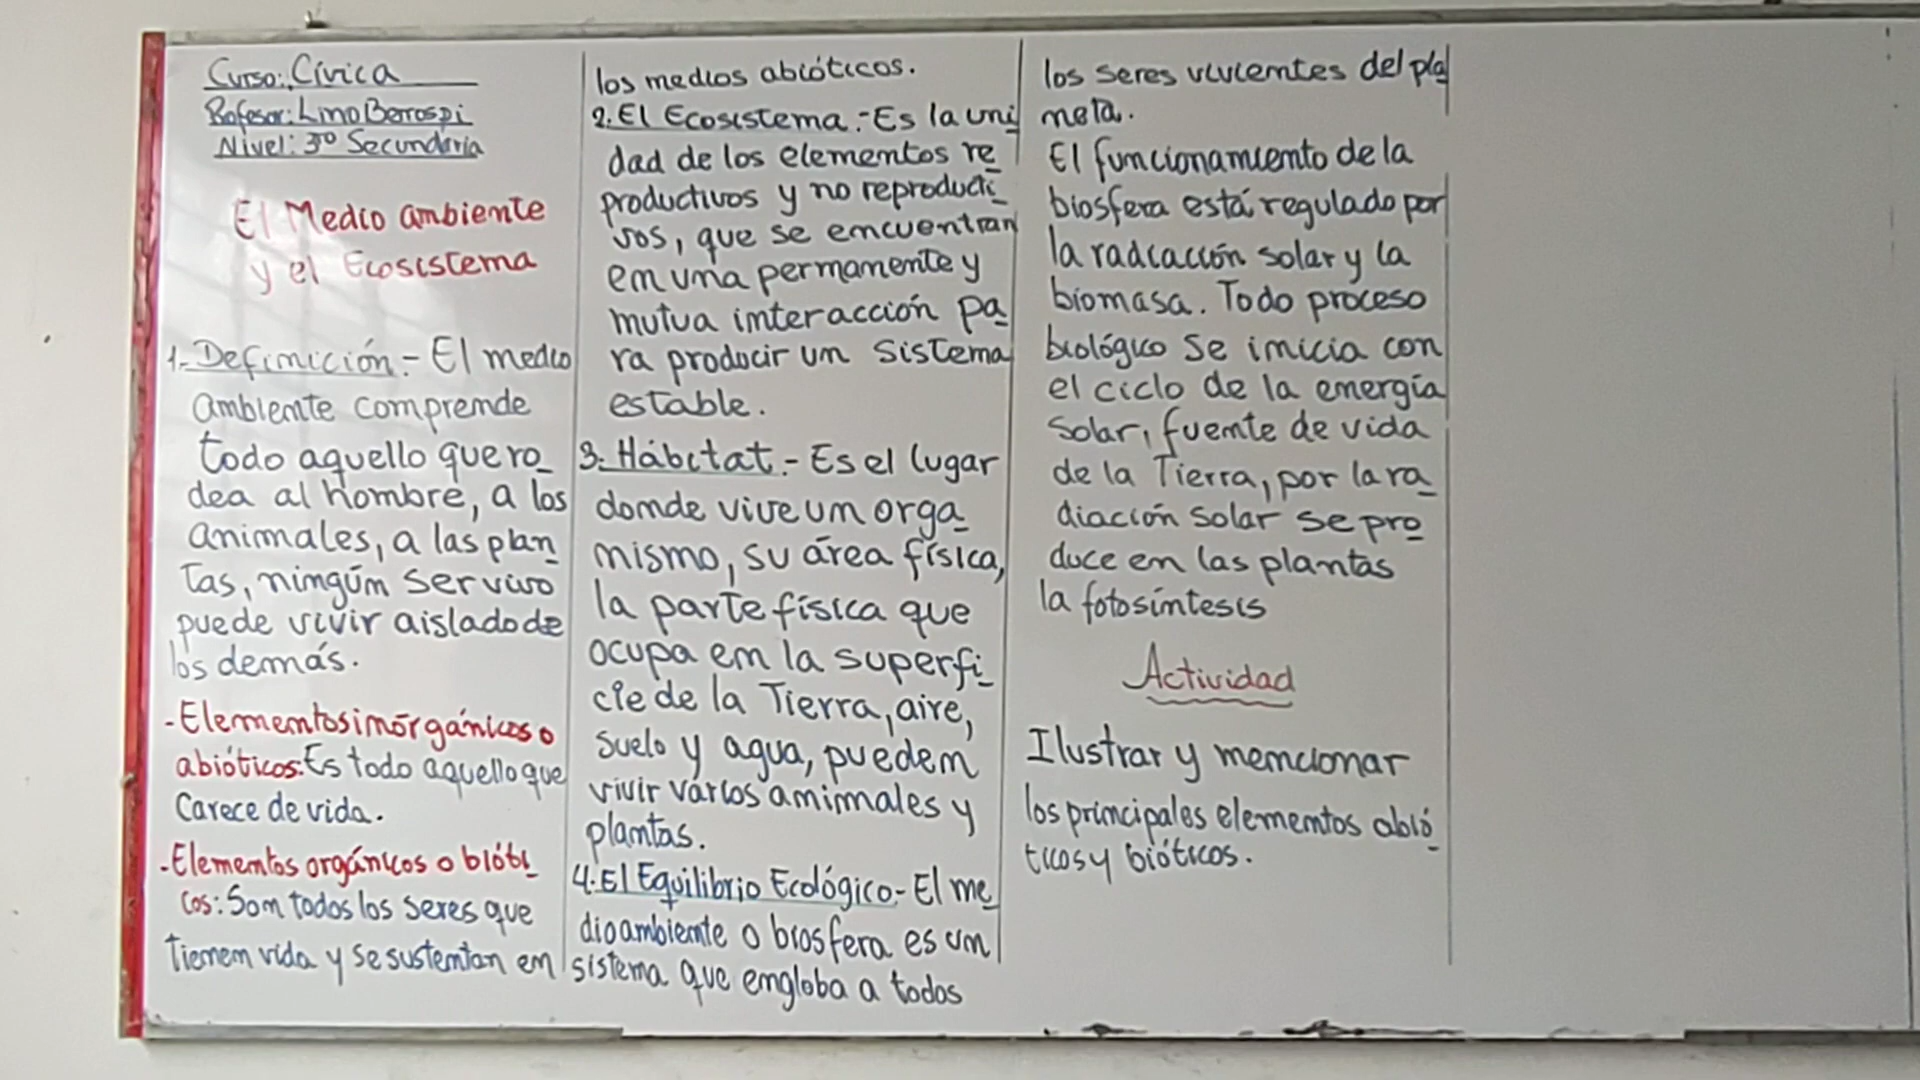 Curso: Cívica
Profesor: Lino Berrospi
Nivel: 3º Secundaria
El Medio ambiente
y el Ecosistema
1.- Definición.- El medio
ambiente comprende
todo aquello que ro_
dea al hombre, a los
animales, a las plan_
tas, ningún ser vivo
puede vivir aislado de
los demás.
- Elementos inorgánicos o
abióticos: Es todo aquello que
carece de vida.
- Elementos orgánicos o bióti_
cos: Son todos los seres que
tienen vida y se sustentan en
los medios abióticos.
2. El Ecosistema.- Es la uni_
dad de los elementos re_
productivos y no reproducti_
vos, que se encuentran
en una permanente y
mutua interacción pa_
ra producir un sistema
estable.
3. Hábitat.- Es el lugar
donde vive un orga_
nismo, su área física,
la parte física que
ocupa en la superfi_
cie de la Tierra, aire,
suelo y agua, pueden
vivir varios animales y
plantas.
4. El Equilibrio Ecológico.- El me_
dio ambiente o biosfera es un
sistema que engloba a todos
los seres vivientes del pla_
neta.
El funcionamiento de la
biosfera está regulado por
la radiación solar y la
biomasa. Todo proceso
biológico se inicia con
el ciclo de la energía
solar, fuente de vida
de la Tierra, por la ra_
diación solar se pro_
duce en las plantas
la fotosíntesis
Actividad
Ilustrar y mencionar
los principales elementos abió_
ticos y bióticos.